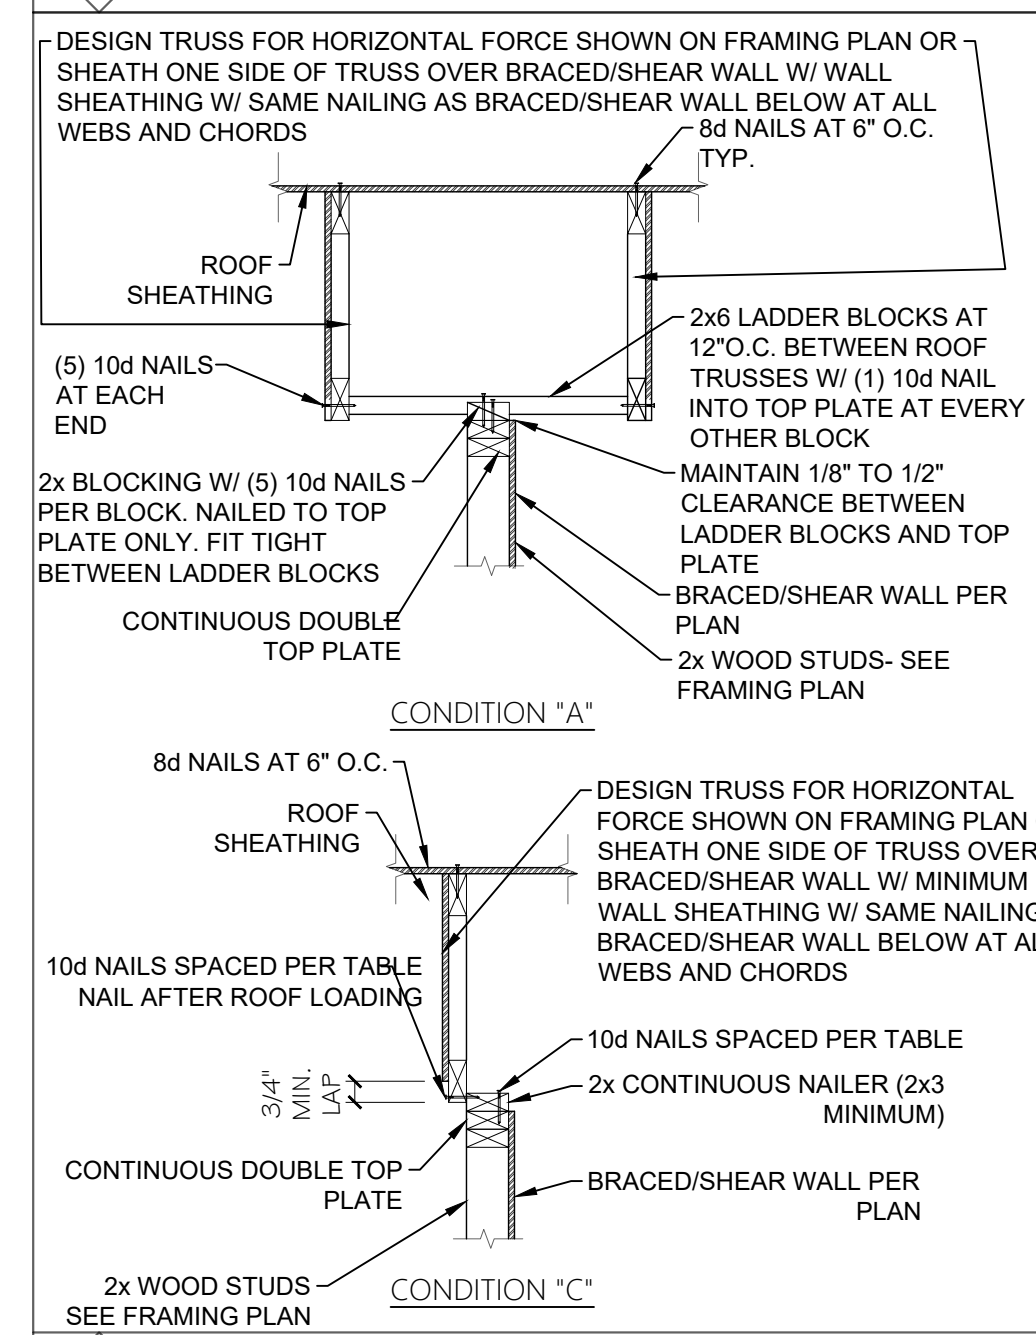 DESIGN TRUSS FOR HORIZONTAL FORCE SHOWN ON FRAMING PLAN OR
SHEATH ONE SIDE OF TRUSS OVER BRACED/SHEAR WALL W/ WALL
SHEATHING W/ SAME NAILING AS BRACED/SHEAR WALL BELOW AT ALL
WEBS AND CHORDS
8d NAILS AT 6" O.C.
TYP.
ROOF
SHEATHING
(5) 10d NAILS
AT EACH
END
2x6 LADDER BLOCKS AT
12"O.C. BETWEEN ROOF
TRUSSES W/ (1) 10d NAIL
INTO TOP PLATE AT EVERY
OTHER BLOCK
2x BLOCKING W/ (5) 10d NAILS
PER BLOCK. NAILED TO TOP
PLATE ONLY. FIT TIGHT
BETWEEN LADDER BLOCKS
MAINTAIN 1/8" TO 1/2"
CLEARANCE BETWEEN
LADDER BLOCKS AND TOP
PLATE
CONTINUOUS DOUBLE
TOP PLATE
BRACED/SHEAR WALL PER
PLAN
2x WOOD STUDS- SEE
FRAMING PLAN
CONDITION "A"
8d NAILS AT 6" O.C.
ROOF
SHEATHING
DESIGN TRUSS FOR HORIZONTAL
FORCE SHOWN ON FRAMING PLAN
SHEATH ONE SIDE OF TRUSS OVER
BRACED/SHEAR WALL W/ MINIMUM
WALL SHEATHING W/ SAME NAILING
BRACED/SHEAR WALL BELOW AT
WEBS AND CHORDS
10d NAILS SPACED PER TABLE
NAIL AFTER ROOF LOADING
10d NAILS SPACED PER TABLE
2x CONTINUOUS NAILER (2x3
MINIMUM)
3/4"
MIN.
LAP
CONTINUOUS DOUBLE TOP
PLATE
BRACED/SHEAR WALL PER
PLAN
2x WOOD STUDS
SEE FRAMING PLAN
CONDITION "C"